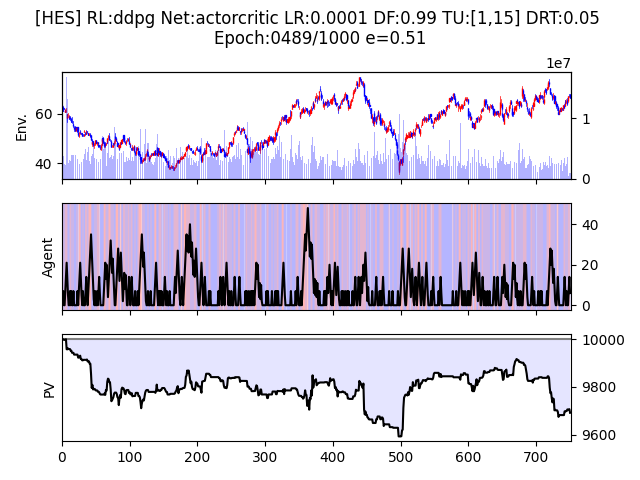 [HES] RL:ddpg Net:actorcritic LR:0.0001 DF:0.99 TU:[1,15] DRT:0.05
Epoch:0489/1000 e=0.51
1e7
Env.
60
40
1
0
Agent
40
20
0
PV
10000
9800
9600
0 100 200 300 400 500 600 700